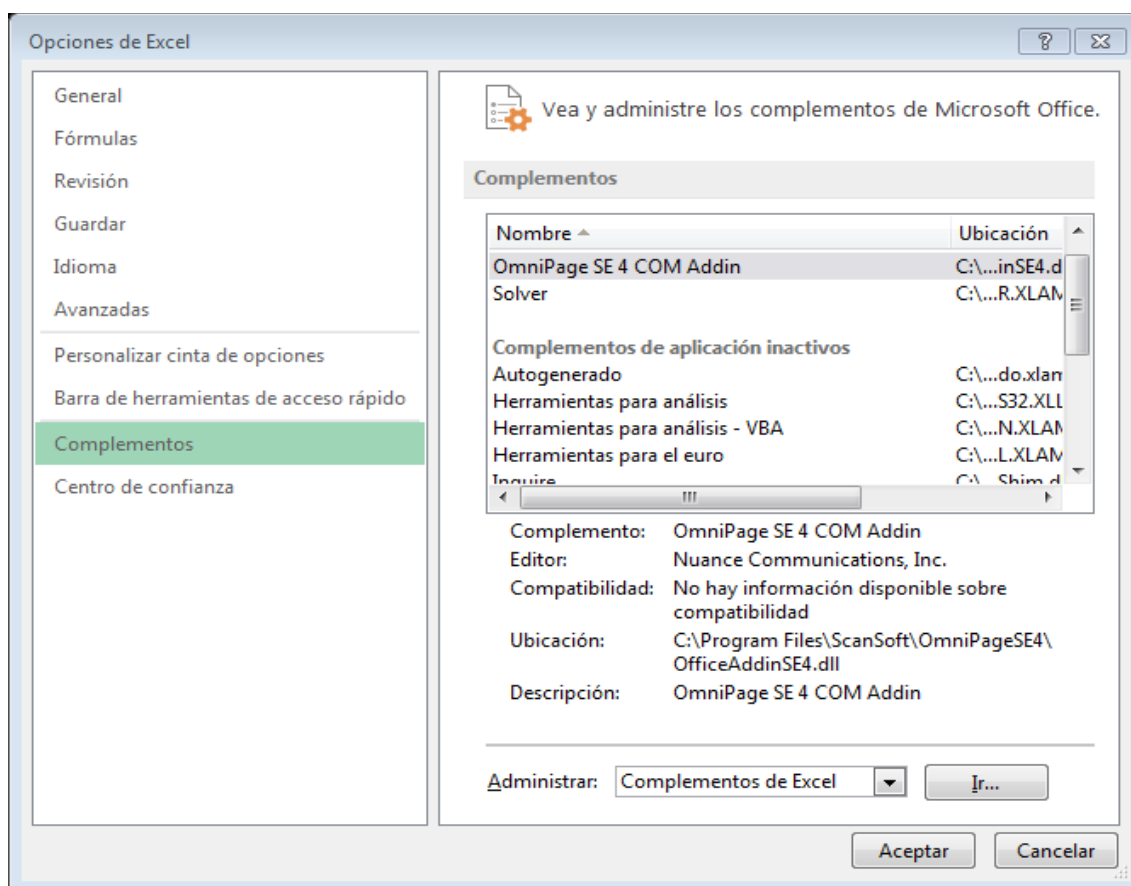 Opciones de Excel
General
Fórmulas
Revisión
Guardar
Idioma
Avanzadas
Personalizar cinta de opciones
Barra de herramientas de acceso rápido
Complementos
Centro de confianza
Vea y administre los complementos de Microsoft Office.
Complementos
Nombre Ubicación
OmniPage SE 4 COM Addin C:\...inSE4.d
Solver C:\...R.XLAM
Complementos de aplicación inactivos
Autogenerado C:\...do.xlam
Herramientas para análisis C:\...S32.XLL
Herramientas para análisis - VBA C:\...N.XLAM
Herramientas para el euro C:\...L.XLAM
Inquire C:\...Shim.d
Complemento: OmniPage SE 4 COM Addin
Editor: Nuance Communications, Inc.
Compatibilidad: No hay información disponible sobre
compatibilidad
Ubicación: C:\Program Files\ScanSoft\OmniPageSE4\
OfficeAddinSE4.dll
Descripción: OmniPage SE 4 COM Addin
Administrar: Complementos de Excel Ir...
Aceptar Cancelar